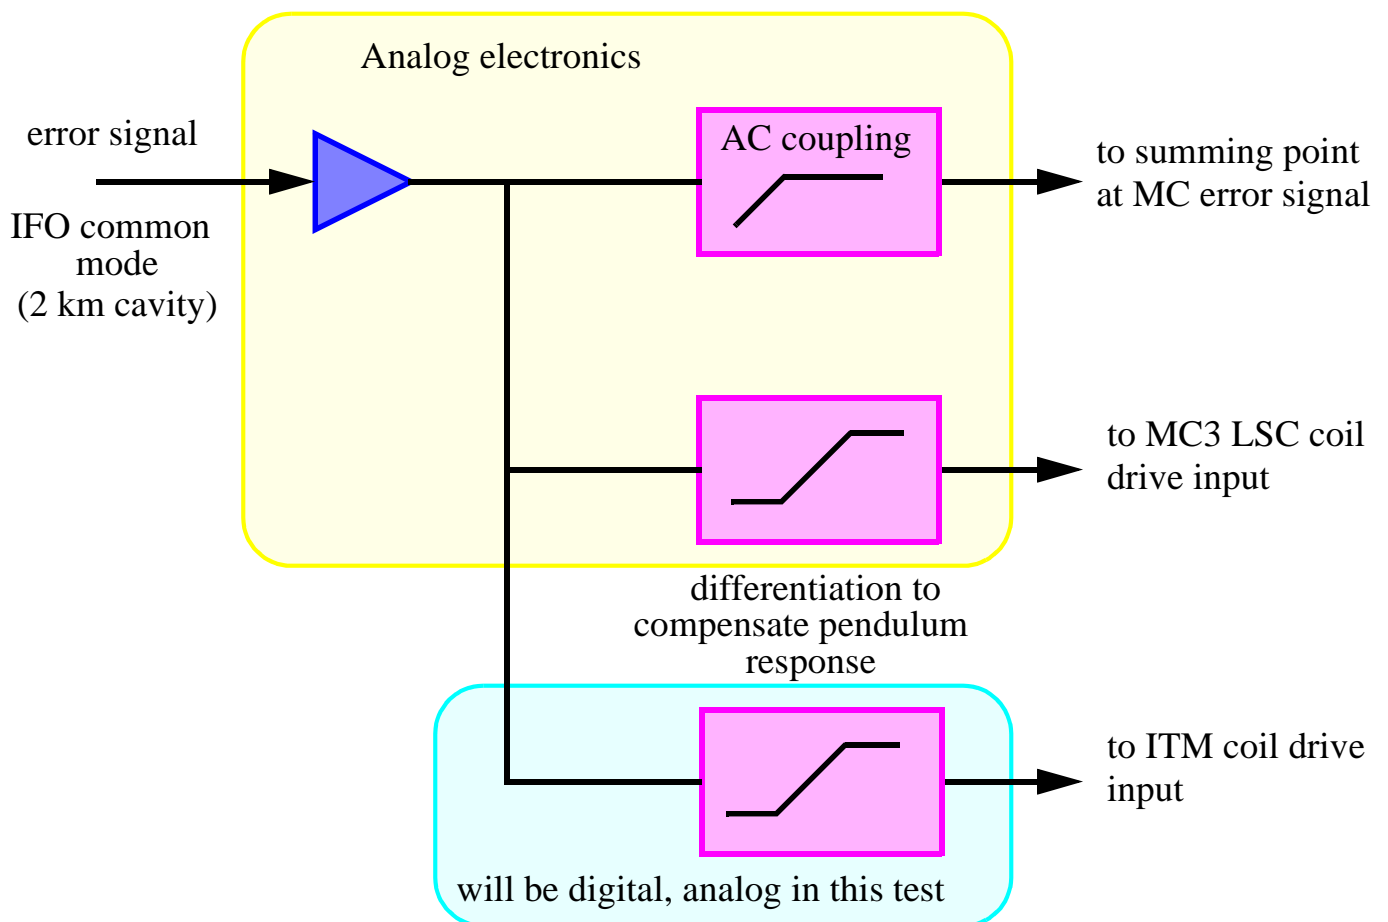 Analog electronics
error signal
IFO common
mode
(2 km cavity)
AC coupling
to summing point
at MC error signal
to MC3 LSC coil
drive input
differentiation to
compensate pendulum
response
to ITM coil drive
input
will be digital, analog in this test